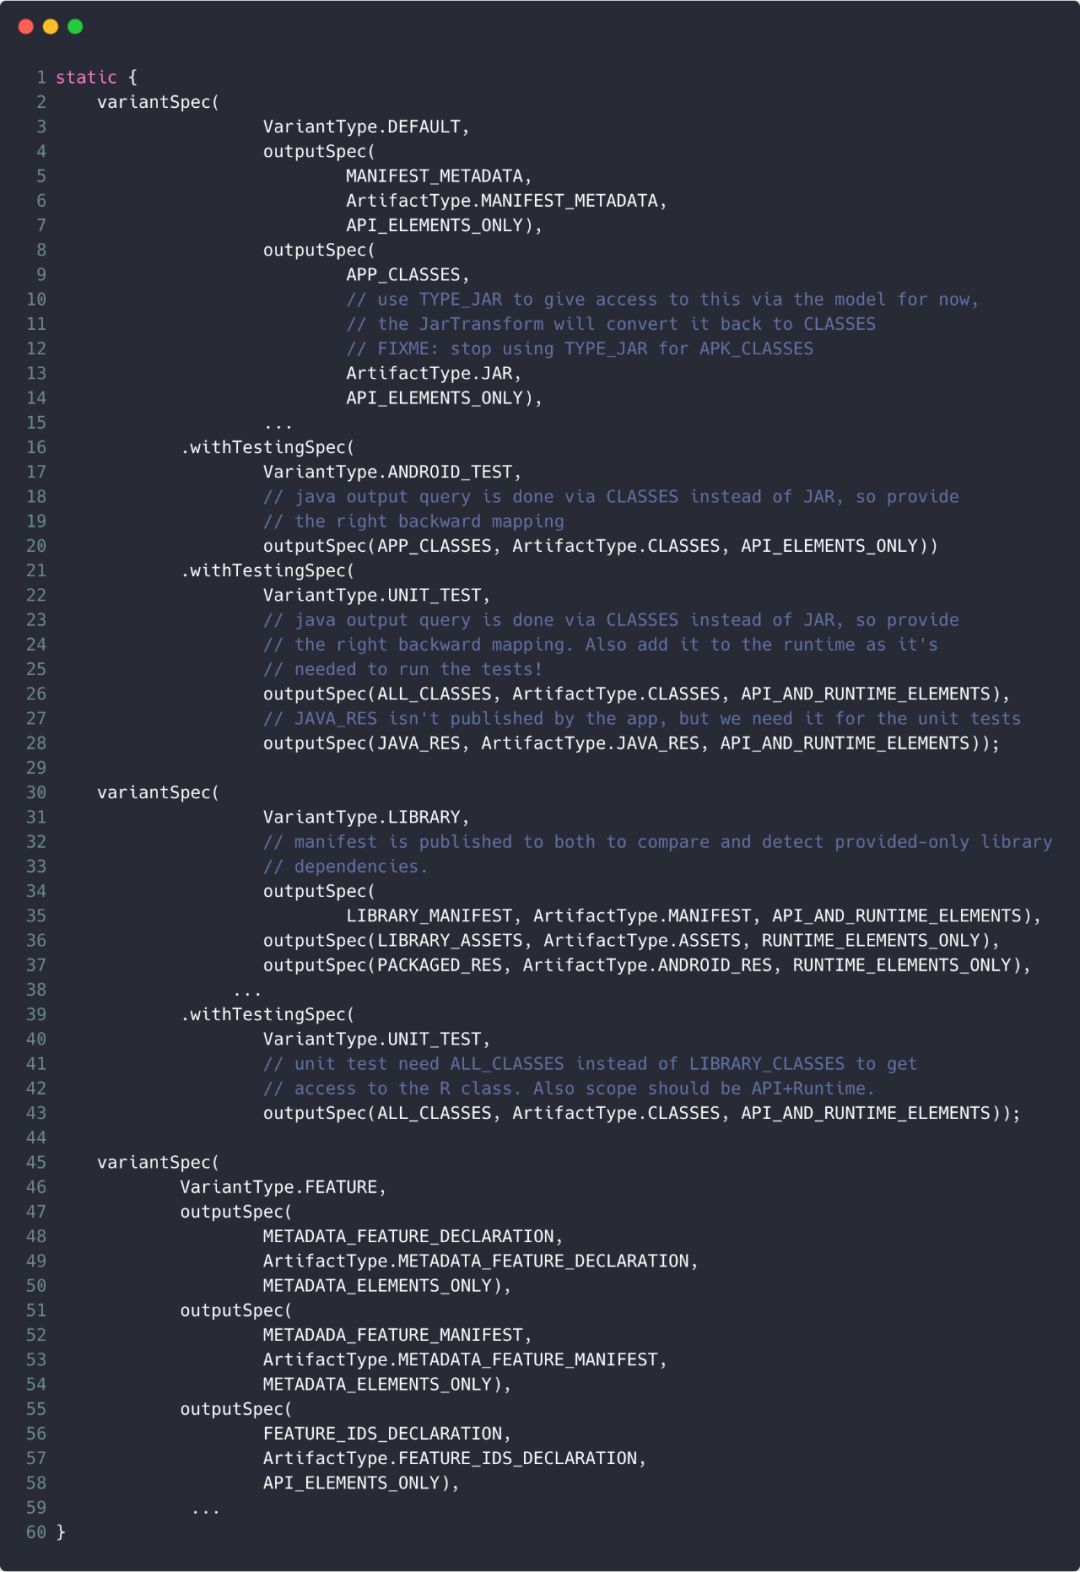 1 static {
2     variantSpec(
3                     VariantType.DEFAULT,
4                     outputSpec(
5                             MANIFEST_METADATA,
6                             ArtifactType.MANIFEST_METADATA,
7                             API_ELEMENTS_ONLY),
8                     outputSpec(
9                             APP_CLASSES,
10                             // use TYPE_JAR to give access to this via the model for now,
11                             // the JarTransform will convert it back to CLASSES
12                             // FIXME: stop using TYPE_JAR for APK_CLASSES
13                             ArtifactType.JAR,
14                             API_ELEMENTS_ONLY),
15                     ...
16             .withTestingSpec(
17                     VariantType.ANDROID_TEST,
18                     // java output query is done via CLASSES instead of JAR, so provide
19                     // the right backward mapping
20                     outputSpec(APP_CLASSES, ArtifactType.CLASSES, API_ELEMENTS_ONLY))
21             .withTestingSpec(
22                     VariantType.UNIT_TEST,
23                     // java output query is done via CLASSES instead of JAR, so provide
24                     // the right backward mapping. Also add it to the runtime as it's
25                     // needed to run the tests!
26                     outputSpec(ALL_CLASSES, ArtifactType.CLASSES, API_AND_RUNTIME_ELEMENTS),
27                     // JAVA_RES isn't published by the app, but we need it for the unit tests
28                     outputSpec(JAVA_RES, ArtifactType.JAVA_RES, API_AND_RUNTIME_ELEMENTS));
29
30     variantSpec(
31                     VariantType.LIBRARY,
32                     // manifest is published to both to compare and detect provided-only library
33                     // dependencies.
34                     outputSpec(
35                             LIBRARY_MANIFEST, ArtifactType.MANIFEST, API_AND_RUNTIME_ELEMENTS),
36                     outputSpec(LIBRARY_ASSETS, ArtifactType.ASSETS, RUNTIME_ELEMENTS_ONLY),
37                     outputSpec(PACKAGED_RES, ArtifactType.ANDROID_RES, RUNTIME_ELEMENTS_ONLY),
38                  ...
39             .withTestingSpec(
40                     VariantType.UNIT_TEST,
41                     // unit test need ALL_CLASSES instead of LIBRARY_CLASSES to get
42                     // access to the R class. Also scope should be API+Runtime.
43                     outputSpec(ALL_CLASSES, ArtifactType.CLASSES, API_AND_RUNTIME_ELEMENTS));
44
45     variantSpec(
46             VariantType.FEATURE,
47             outputSpec(
48                     METADATA_FEATURE_DECLARATION,
49                     ArtifactType.METADATA_FEATURE_DECLARATION,
50                     METADATA_ELEMENTS_ONLY),
51             outputSpec(
52                     METADADA_FEATURE_MANIFEST,
53                     ArtifactType.METADATA_FEATURE_MANIFEST,
54                     METADATA_ELEMENTS_ONLY),
55             outputSpec(
56                     FEATURE_IDS_DECLARATION,
57                     ArtifactType.FEATURE_IDS_DECLARATION,
58                     API_ELEMENTS_ONLY),
59              ...
60 }